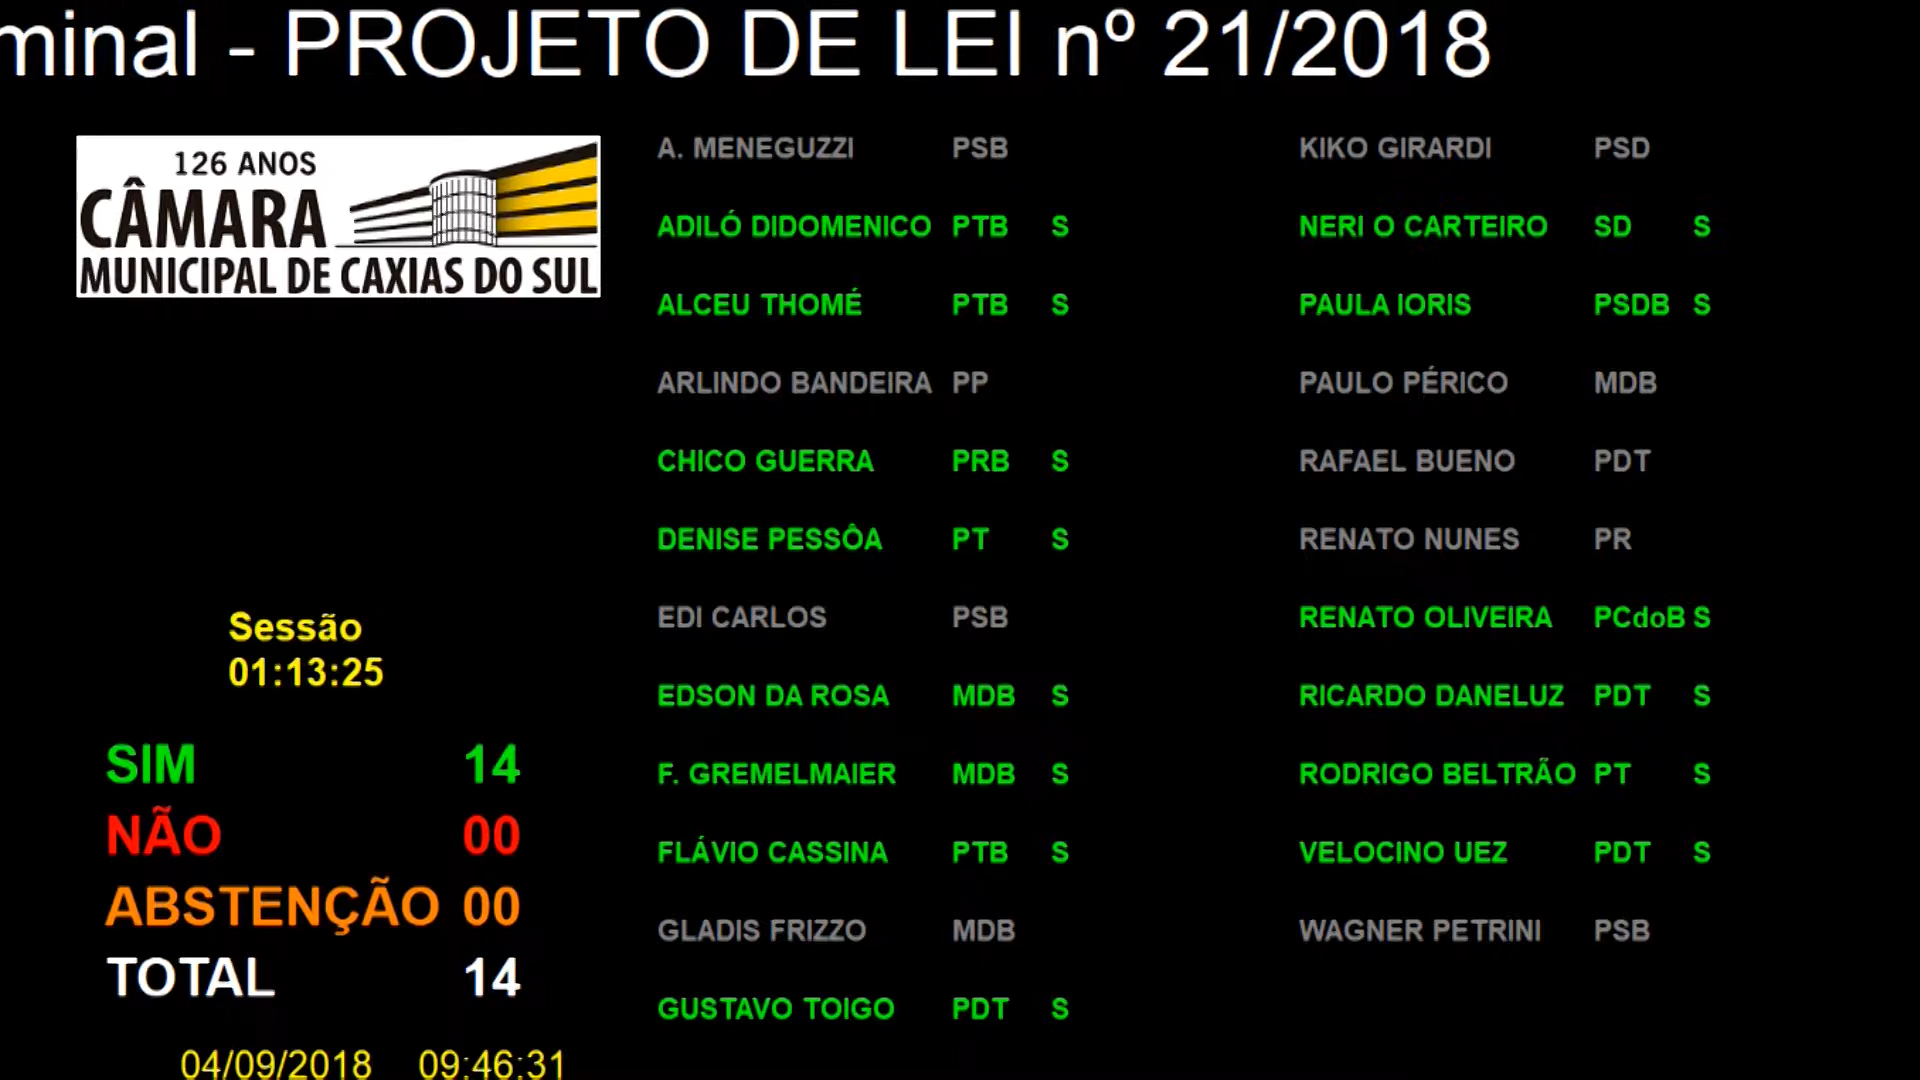 minal - PROJETO DE LEI nº 21/2018
126 ANOS
CÂMARA
MUNICIPAL DE CAXIAS DO SUL
Sessão
01:13:25
SIM 14
NÃO 00
ABSTENÇÃO 00
TOTAL 14
04/09/2018 09:46:31
A. MENEGUZZI PSB
ADILÓ DIDOMENICO PTB S
ALCEU THOMÉ PTB S
ARLINDO BANDEIRA PP
CHICO GUERRA PRB S
DENISE PESSÔA PT S
EDI CARLOS PSB
EDSON DA ROSA MDB S
F. GREMELMAIER MDB S
FLÁVIO CASSINA PTB S
GLADIS FRIZZO MDB
GUSTAVO TOIGO PDT S
KIKO GIRARDI PSD
NERI O CARTEIRO SD S
PAULA IORIS PSDB S
PAULO PÉRICO MDB
RAFAEL BUENO PDT
RENATO NUNES PR
RENATO OLIVEIRA PCdoB S
RICARDO DANELUZ PDT S
RODRIGO BELTRÃO PT S
VELOCINO UEZ PDT S
WAGNER PETRINI PSB